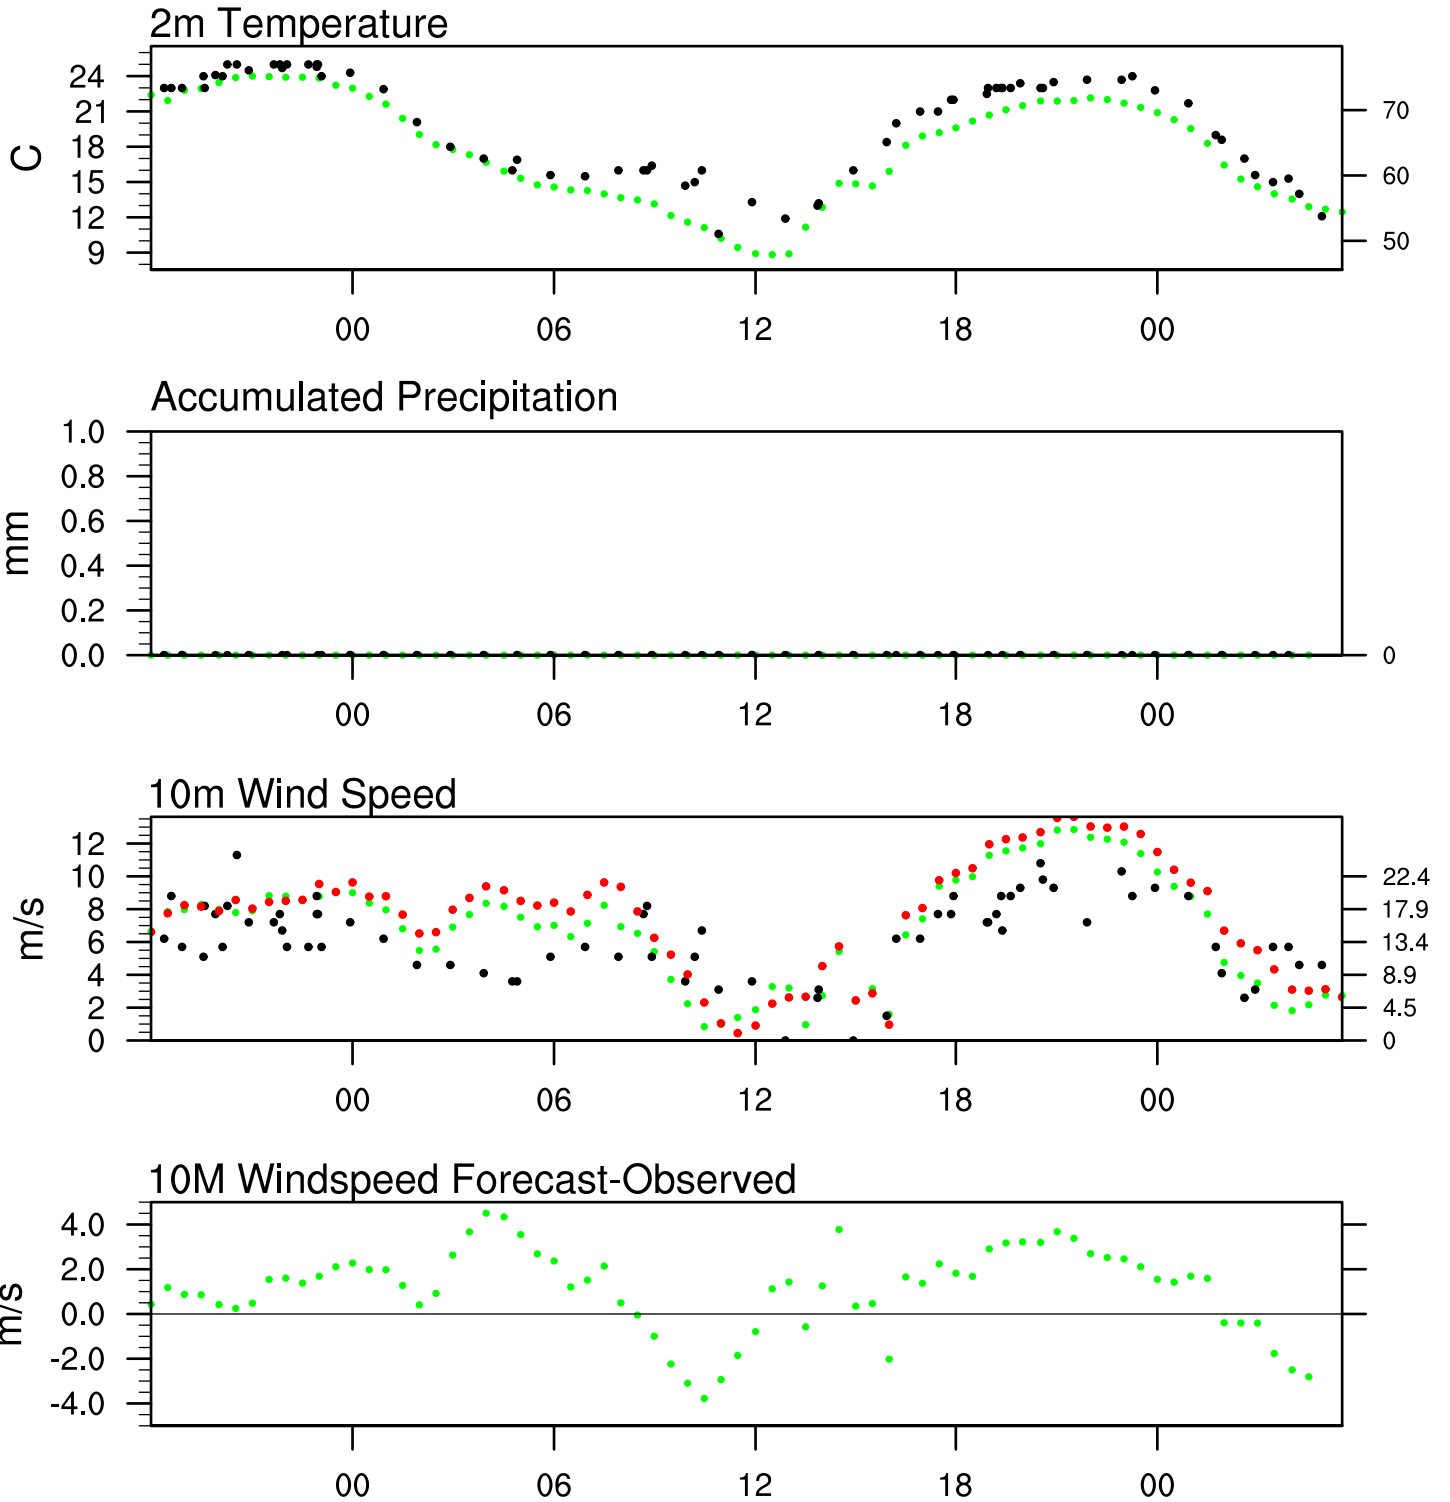 2m Temperature
24
21
18
15
12
9
C
70
60
50
00 06 12 18 00
Accumulated Precipitation
1.0
0.8
0.6
0.4
0.2
0.0
mm
0
00 06 12 18 00
10m Wind Speed
12
10
8
6
4
2
0
m/s
22.4
17.9
13.4
8.9
4.5
0
00 06 12 18 00
10M Windspeed Forecast-Observed
4.0
2.0
0.0
-2.0
-4.0
m/s
00 06 12 18 00